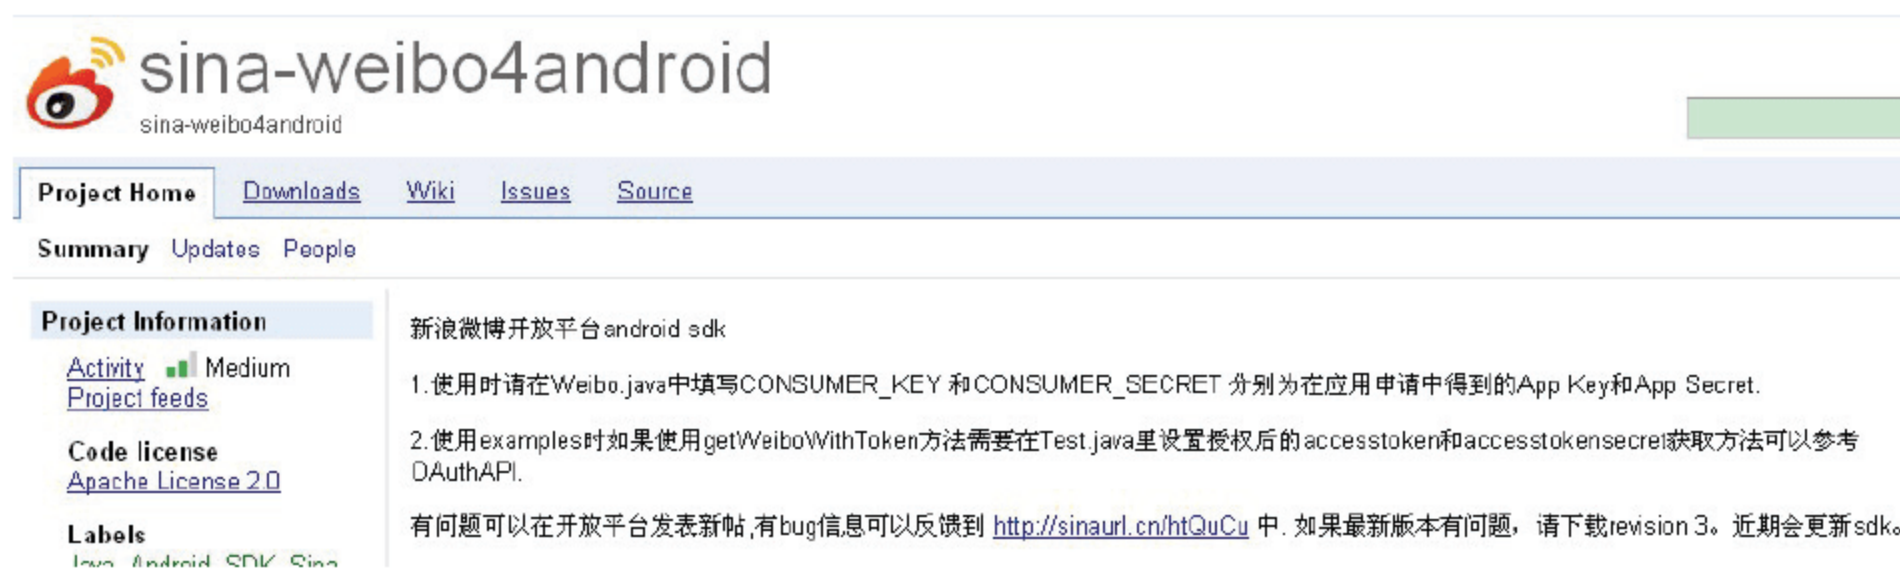 sina-weibo4android
sina-weibo4android
Project Home Downloads Wiki Issues Source
Summary Updates People
Project Information
Activity Medium
Project feeds
Code license
Apache License 2.0
Labels
Java Android SDK Sina
新浪微博开放平台android sdk
1.使用时请在Weibo.java中填写CONSUMER_KEY 和CONSUMER_SECRET 分别为在应用申请中得到的App Key和App Secret.
2.使用examples时如果使用getWeiboWithToken方法需要在Test.java里设置授权后的accesstoken和accesstokensecret获取方法可以参考
OAuthAPI.
有问题可以在开放平台发表新帖,有bug信息可以反馈到 http://sinaurl.cn/htQuCu 中. 如果最新版本有问题，请下载revision 3。近期会更新sdk。